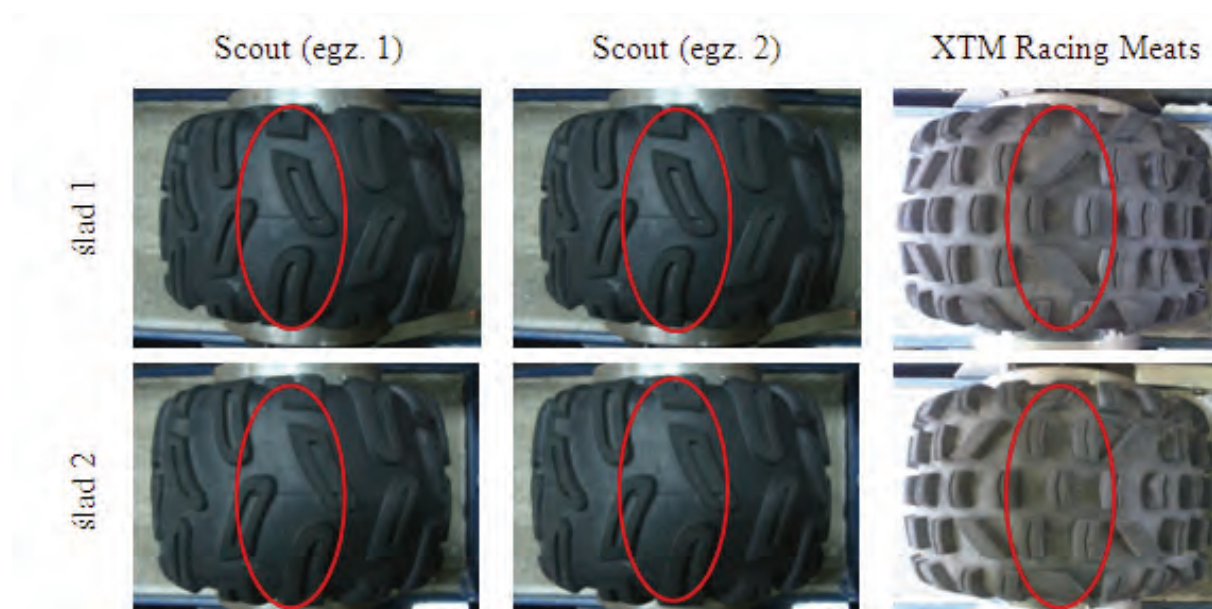 Scout (egz. 1)
Scout (egz. 2)
XTM Racing Meats
ślad 1
ślad 2